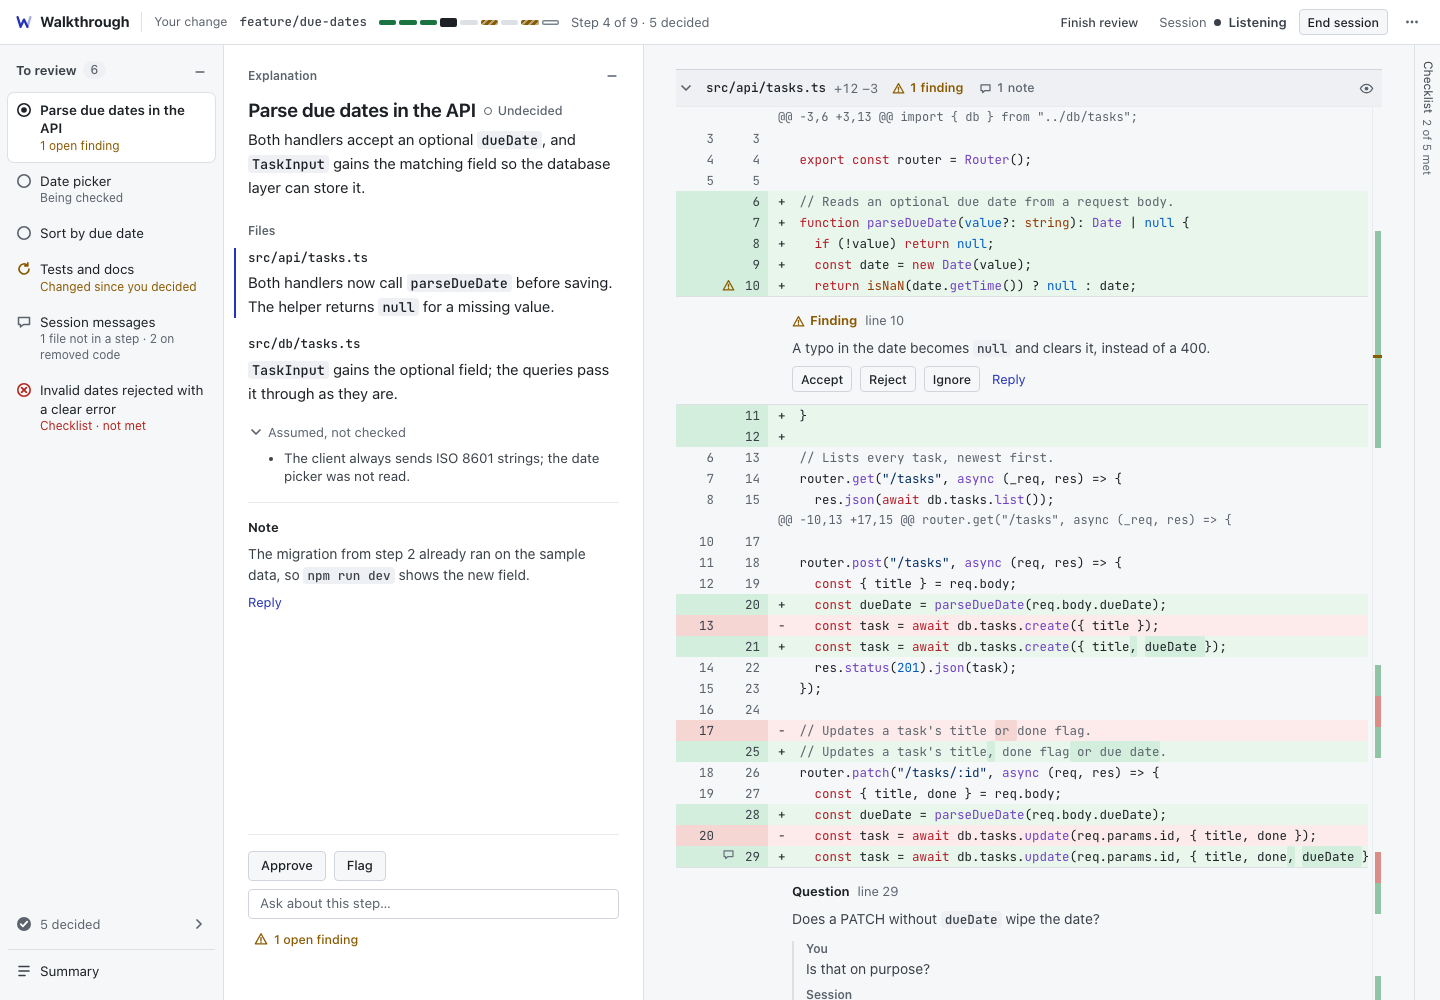 Walkthrough
Your change feature/due-dates
Step 4 of 9 · 5 decided
Finish review
Session ● Listening
End session
To review 6
Parse due dates in the
API
1 open finding
Date picker
Being checked
Sort by due date
Tests and docs
Changed since you decided
Session messages
1 file not in a step · 2 on
removed code
Invalid dates rejected with
a clear error
Checklist · not met
5 decided
Summary
Explanation
Parse due dates in the API
Undecided
Both handlers accept an optional dueDate, and
TaskInput gains the matching field so the database
layer can store it.
Files
src/api/tasks.ts
Both handlers now call parseDueDate before saving.
The helper returns null for a missing value.
src/db/tasks.ts
TaskInput gains the optional field; the queries pass
it through as they are.
Assumed, not checked
• The client always sends ISO 8601 strings; the date
picker was not read.
Note
The migration from step 2 already ran on the sample
data, so npm run dev shows the new field.
Reply
Approve Flag
Ask about this step...
1 open finding
src/api/tasks.ts +12 −3 1 finding 1 note
@@ -3,6 +3,13 @@ import { db } from "../db/tasks";
3 3
4 4 export const router = Router();
5 5
6 + // Reads an optional due date from a request body.
7 + function parseDueDate(value?: string): Date | null {
8 + if (!value) return null;
9 + const date = new Date(value);
10 + return isNaN(date.getTime()) ? null : date;
Finding line 10
A typo in the date becomes null and clears it, instead of a 400.
Accept Reject Ignore Reply
11 + }
12 +
6 13 // Lists every task, newest first.
7 14 router.get("/tasks", async (_req, res) => {
8 15 res.json(await db.tasks.list());
@@ -10,13 +17,15 @@ router.get("/tasks", async (_req, res) => {
10 17
11 18 router.post("/tasks", async (req, res) => {
12 19 const { title } = req.body;
20 + const dueDate = parseDueDate(req.body.dueDate);
13 - const task = await db.tasks.create({ title });
21 + const task = await db.tasks.create({ title, dueDate });
14 22 res.status(201).json(task);
15 23 });
16 24
17 - // Updates a task's title or done flag.
25 + // Updates a task's title, done flag or due date.
18 26 router.patch("/tasks/:id", async (req, res) => {
19 27 const { title, done } = req.body;
28 + const dueDate = parseDueDate(req.body.dueDate);
20 - const task = await db.tasks.update(req.params.id, { title, done });
29 + const task = await db.tasks.update(req.params.id, { title, done, dueDate }
Question line 29
Does a PATCH without dueDate wipe the date?
You
Is that on purpose?
Session
Checklist 2 of 5 met